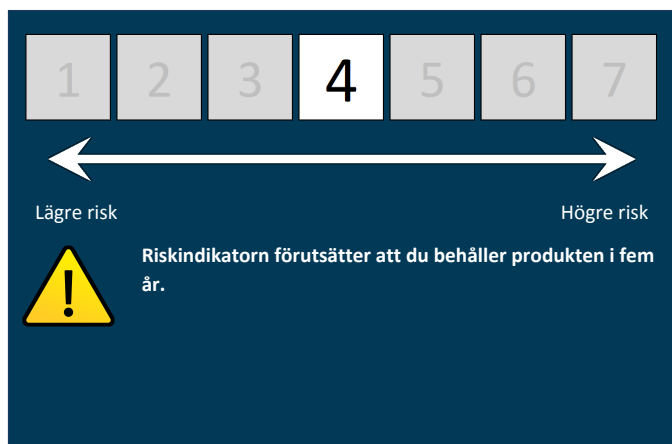 1 2 3 4 5 6 7
Lägre risk Högre risk
Riskindikatorn förutsätter att du behåller produkten i fem
år.